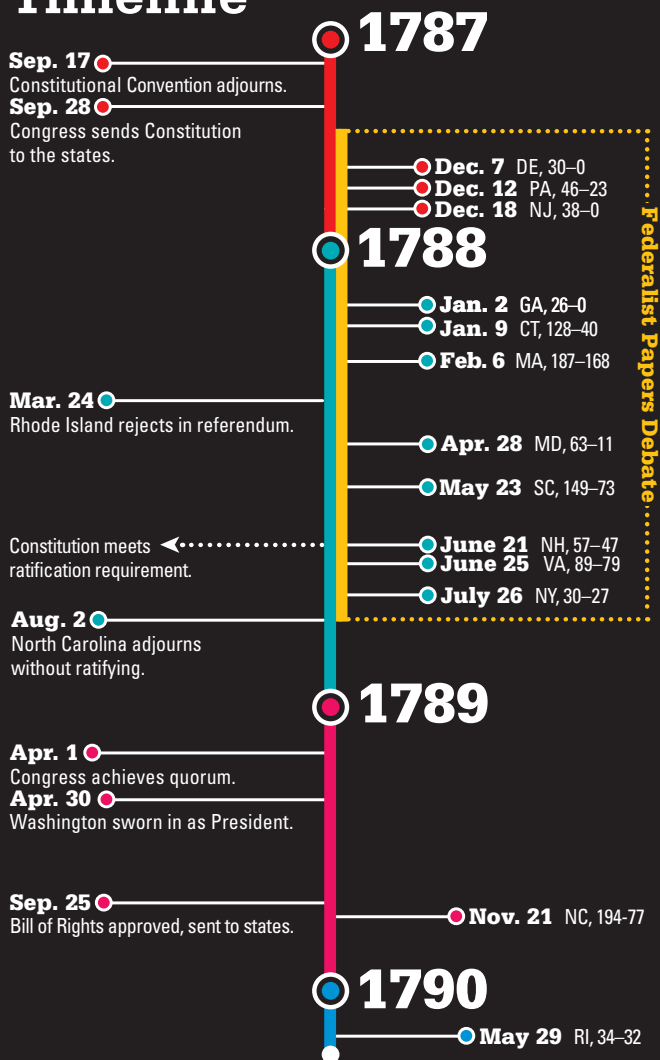 Timeline
1787
Sep. 17
Constitutional Convention adjourns.
Sep. 28
Congress sends Constitution
to the states.
Dec. 7 DE, 30–0
Dec. 12 PA, 46–23
Dec. 18 NJ, 38–0
Federalist Papers Debate
1788
Jan. 2 GA, 26–0
Jan. 9 CT, 128–40
Feb. 6 MA, 187–168
Mar. 24
Rhode Island rejects in referendum.
Apr. 28 MD, 63–11
May 23 SC, 149–73
Constitution meets
ratification requirement.
June 21 NH, 57–47
June 25 VA, 89–79
July 26 NY, 30–27
Aug. 2
North Carolina adjourns
without ratifying.
1789
Apr. 1
Congress achieves quorum.
Apr. 30
Washington sworn in as President.
Sep. 25
Bill of Rights approved, sent to states.
Nov. 21 NC, 194-77
1790
May 29 RI, 34–32